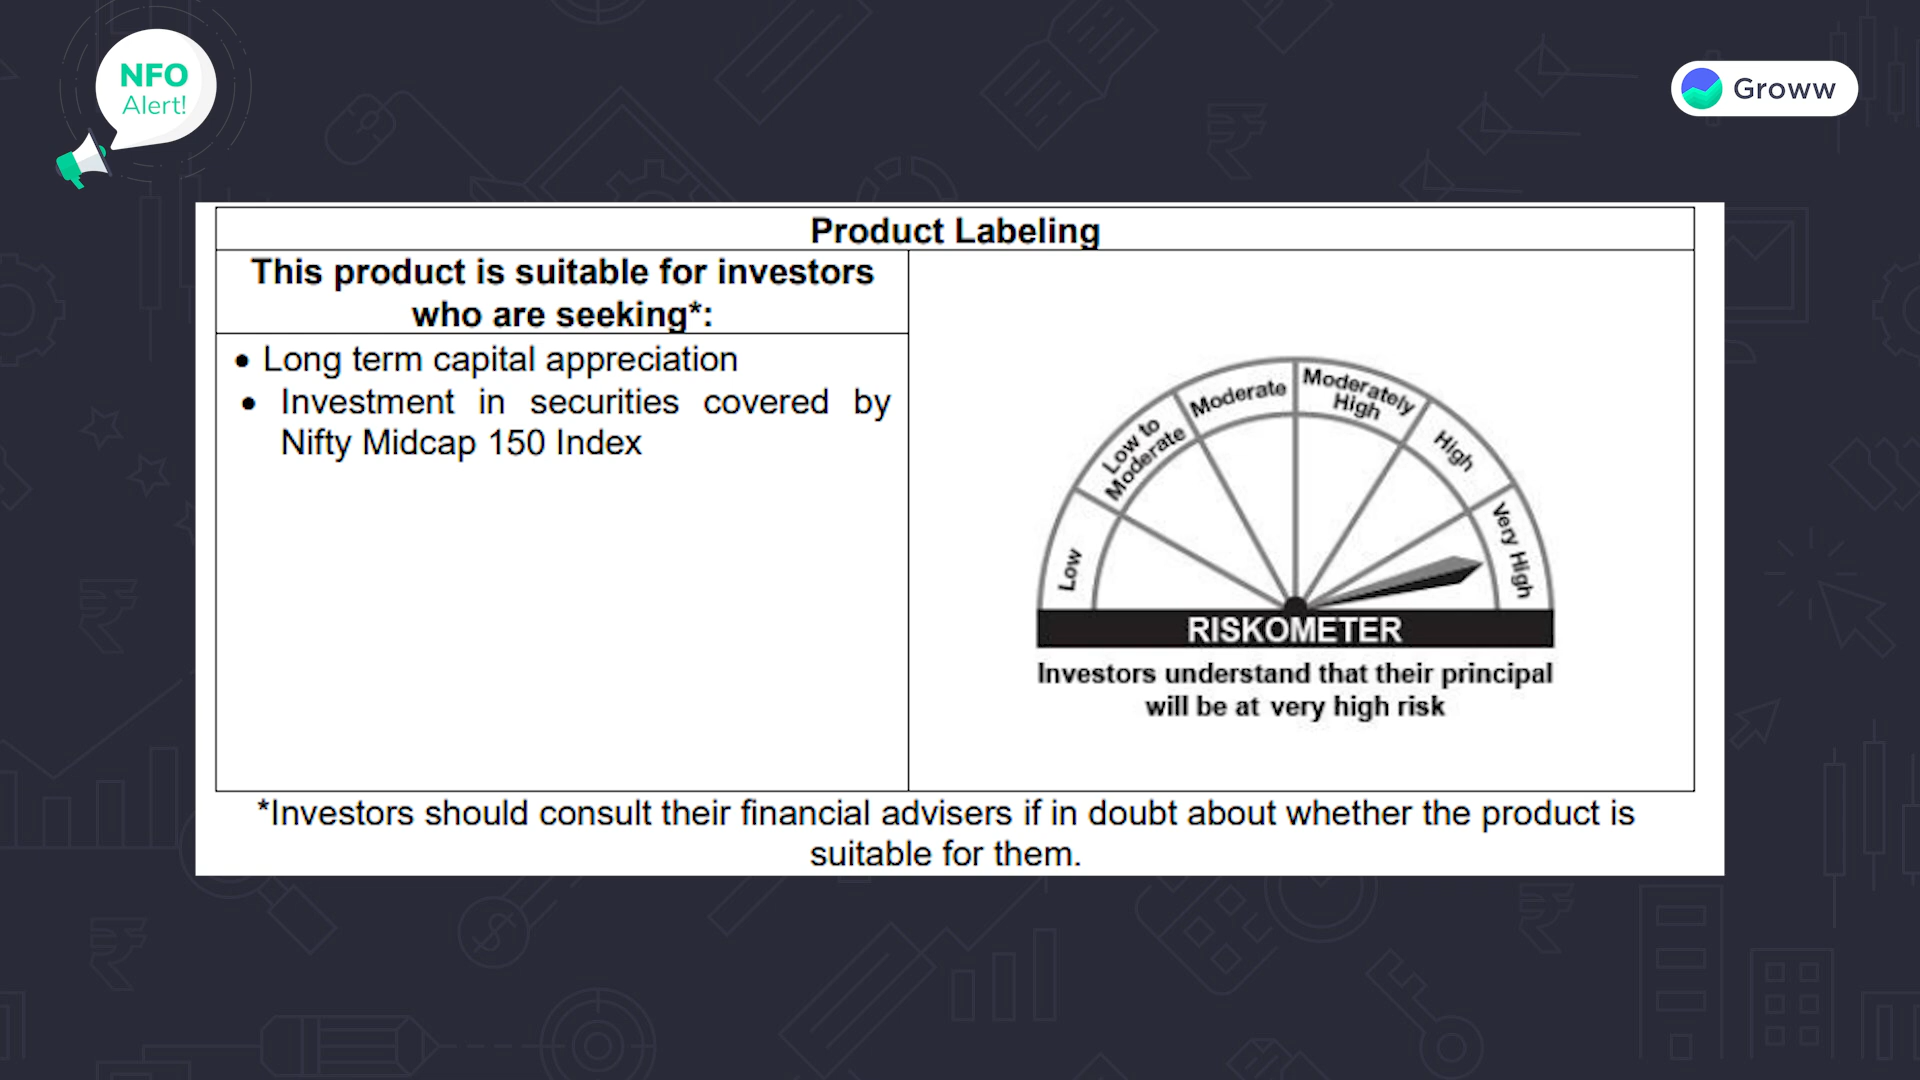 NFO
Alert!
Groww
Product Labeling
This product is suitable for investors
who are seeking*:
• Long term capital appreciation
• Investment in securities covered by
Nifty Midcap 150 Index
Low
Low to
Moderate
Moderate
Moderately
High
High
Very High
RISKOMETER
Investors understand that their principal
will be at very high risk
*Investors should consult their financial advisers if in doubt about whether the product is
suitable for them.